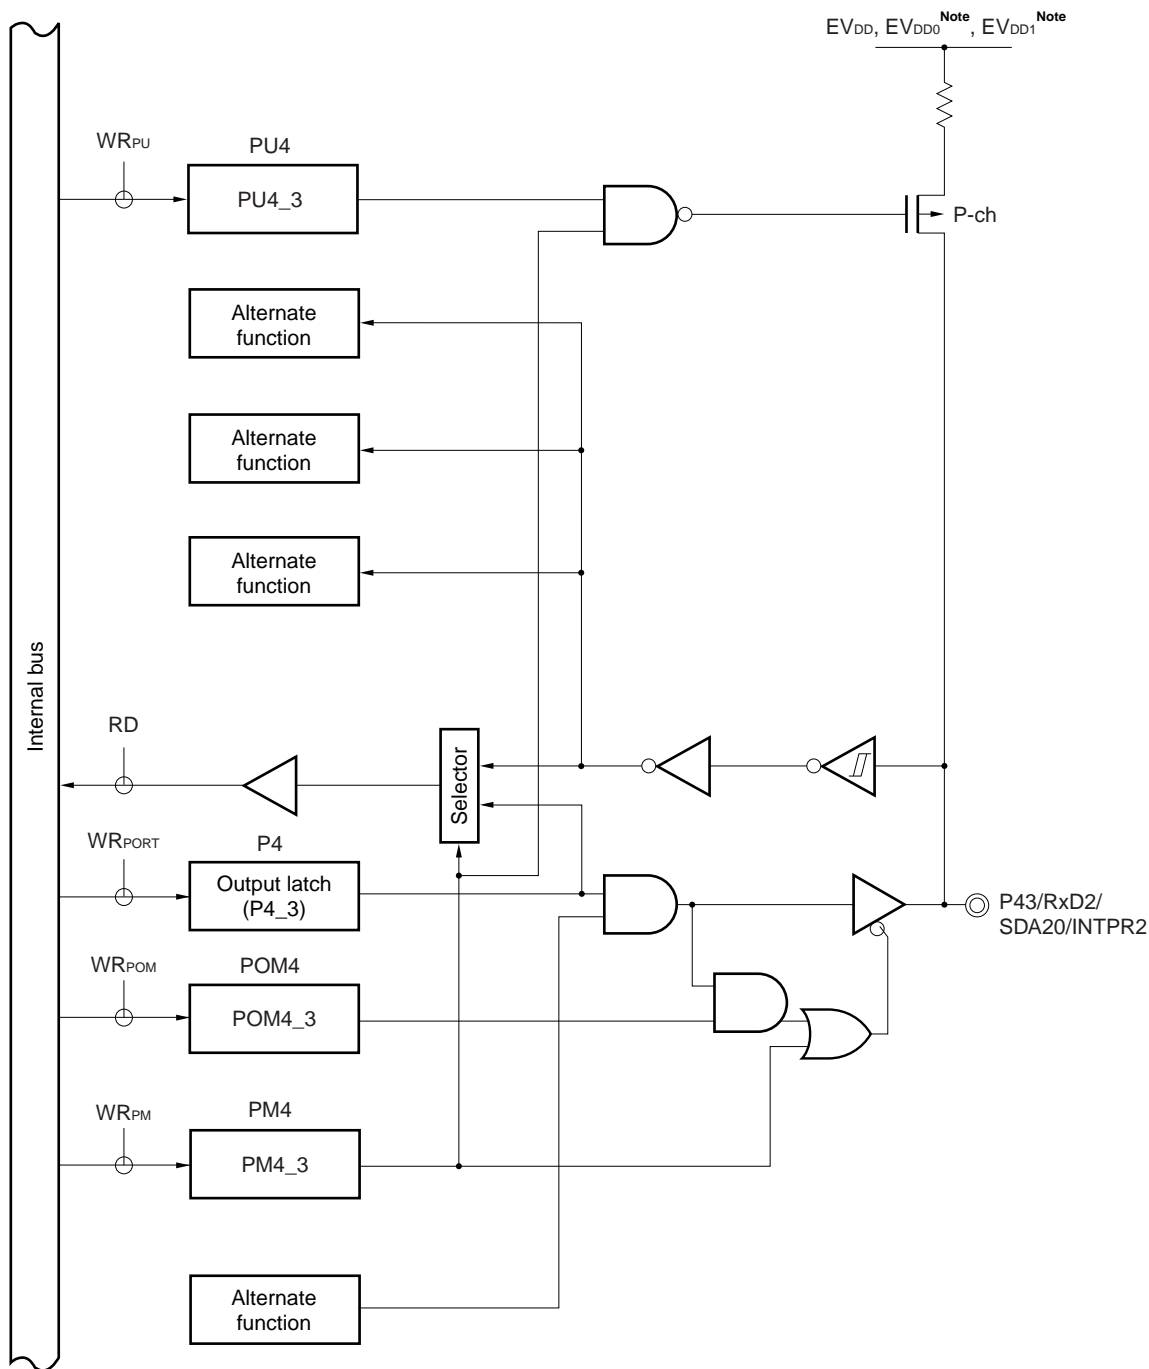 EVDD, EVDD0Note, EVDD1Note
WRPU
PU4
PU4_3
P-ch
Alternate
function
Alternate
function
Alternate
function
Internal bus
RD
Selector
WRPORT
P4
Output latch
(P4_3)
P43/RxD2/
SDA20/INTPR2
WRPOM
POM4
POM4_3
WRPM
PM4
PM4_3
Alternate
function